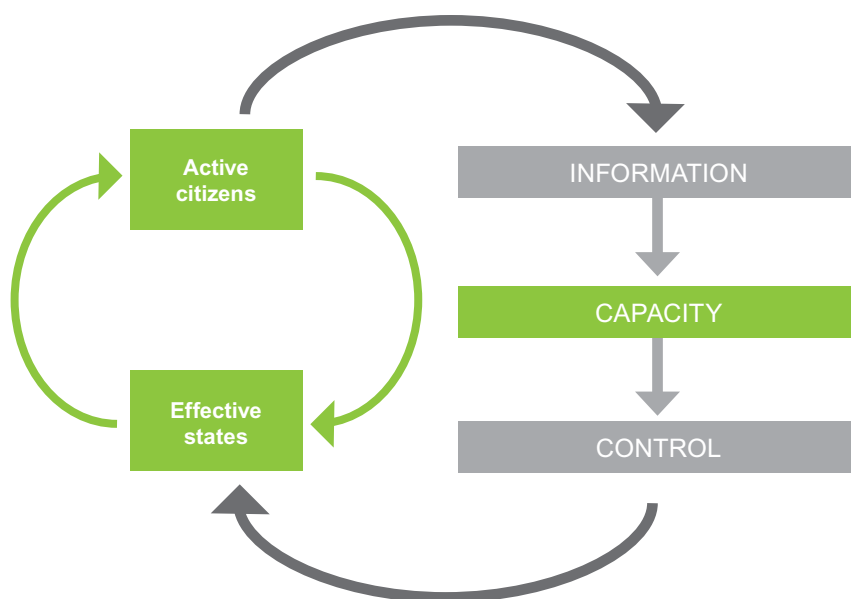 Active
citizens
INFORMATION
CAPACITY
Effective
states
CONTROL